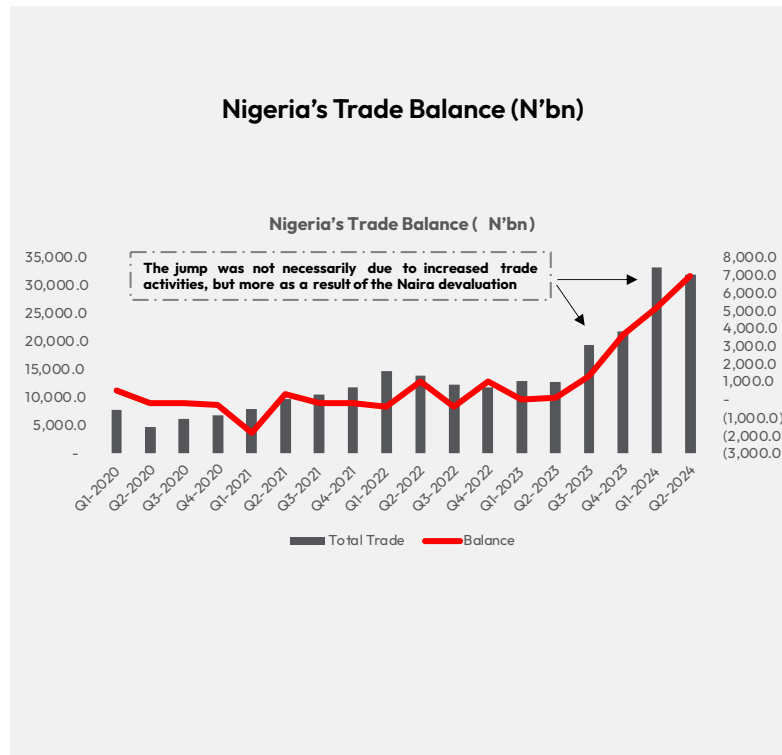 Nigeria’s Trade Balance (N’bn)
Nigeria’s Trade Balance ( N’bn)
The jump was not necessarily due to increased trade
activities, but more as a result of the Naira devaluation
35,000.0
30,000.0
25,000.0
20,000.0
15,000.0
10,000.0
5,000.0
-
8,000.0
7,000.0
6,000.0
5,000.0
4,000.0
3,000.0
2,000.0
1,000.0
-
(1,000.0)
(2,000.0
(3,000.0
Q1-2020
Q2-2020
Q3-2020
Q4-2020
Q1-2021
Q2-2021
Q3-2021
Q4-2021
Q1-2022
Q2-2022
Q3-2022
Q4-2022
Q1-2023
Q2-2023
Q3-2023
Q4-2023
Q1-2024
Q2-2024
Total Trade
Balance